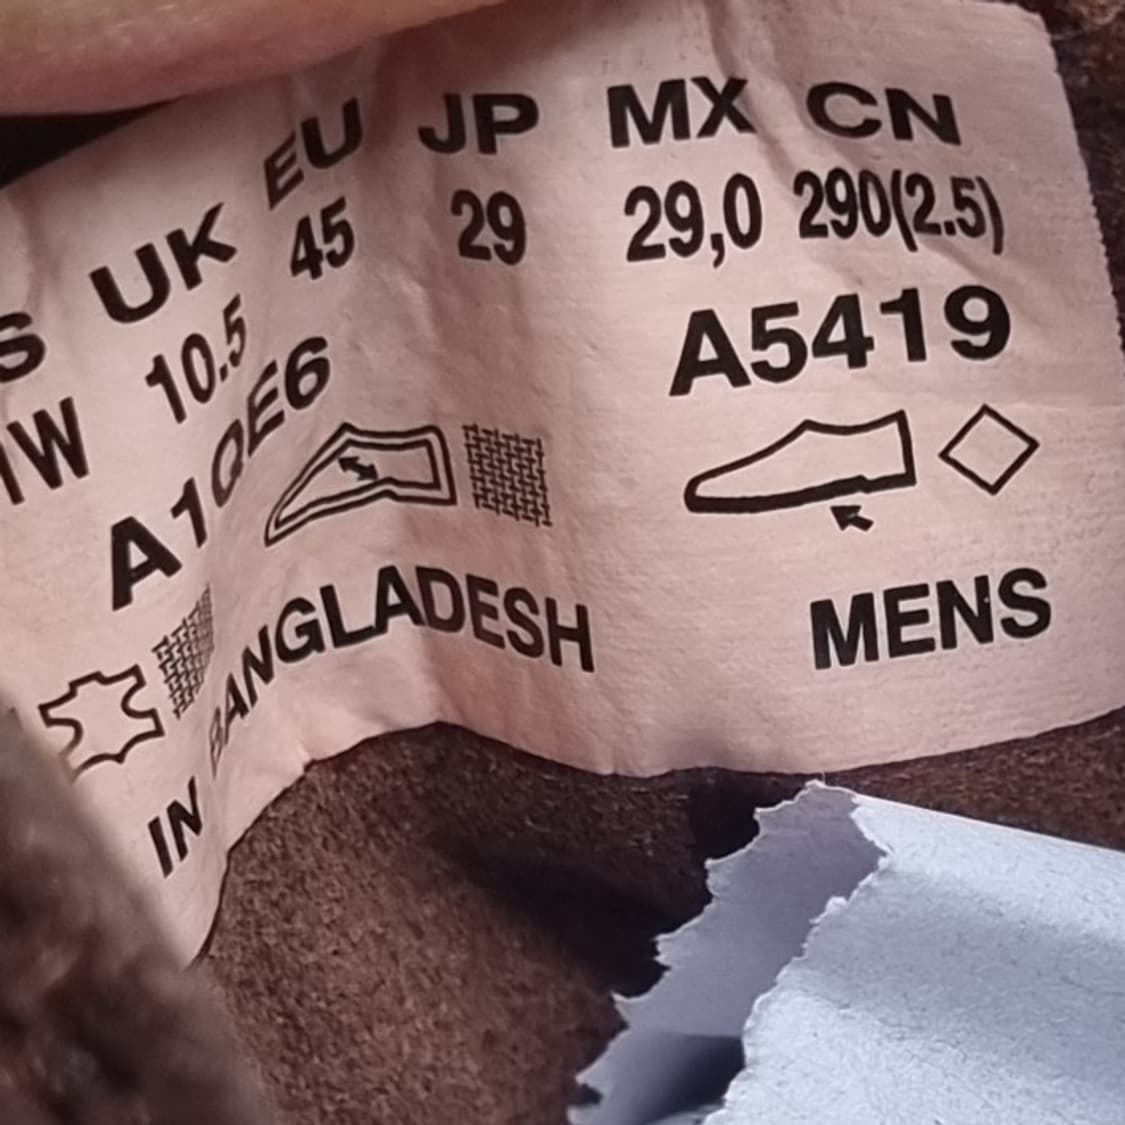 S UK EU JP MX CN
W 10.5 45 29 29,0 290(2.5)
A1QE6 A5419
IN BANGLADESH MENS